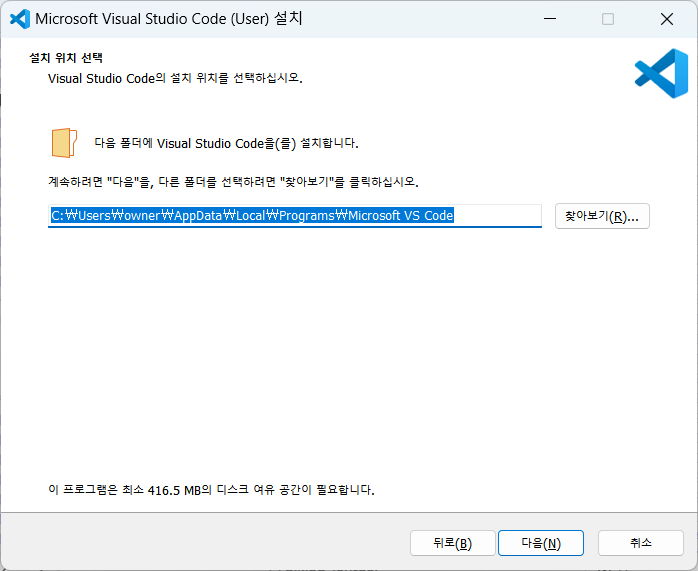 Microsoft Visual Studio Code (User) 설치
설치 위치 선택
Visual Studio Code의 설치 위치를 선택하십시오.
다음 폴더에 Visual Studio Code을(를) 설치합니다.
계속하려면 "다음"을, 다른 폴더를 선택하려면 "찾아보기"를 클릭하십시오.
C:₩Users₩owner₩AppData₩Local₩Programs₩Microsoft VS Code
찾아보기(R)...
이 프로그램은 최소 416.5 MB의 디스크 여유 공간이 필요합니다.
뒤로(B) 다음(N) 취소